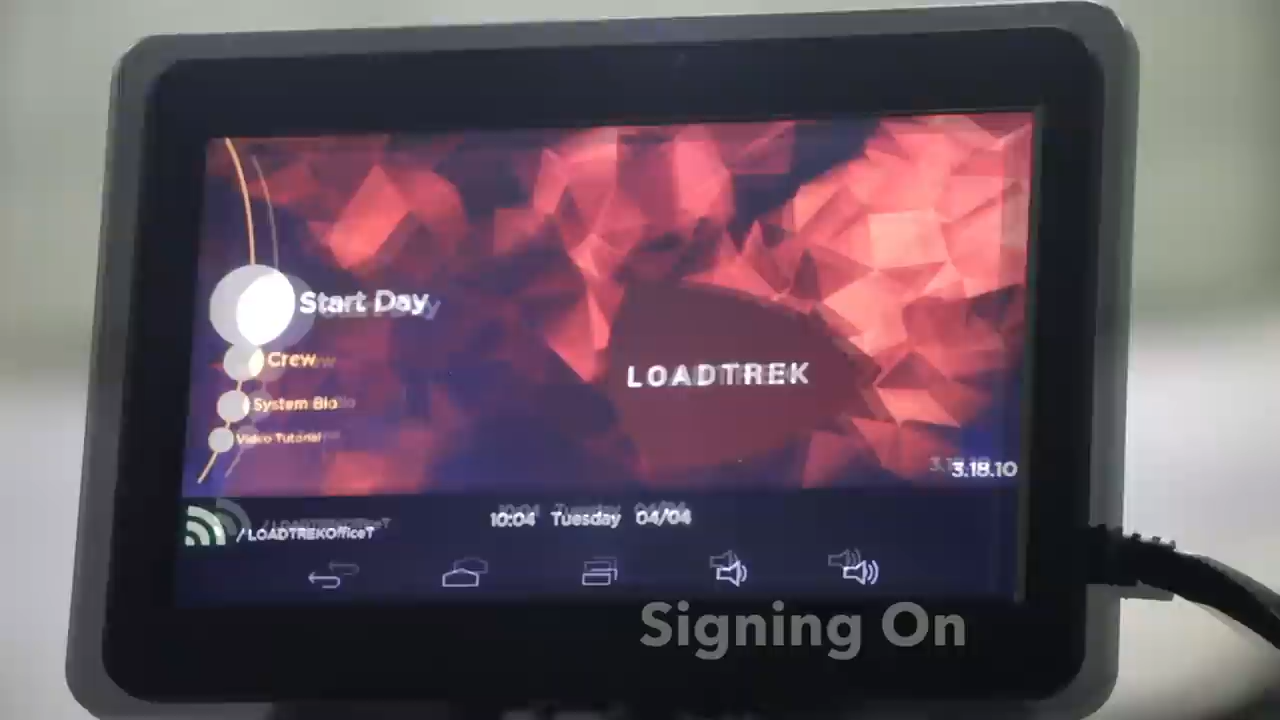 Start Day
Crew
System Bio
Video Tutorial
LOADTREK
3.18.10
/ LOADTREKOfficeT
10:04 Tuesday 04/04
Signing On